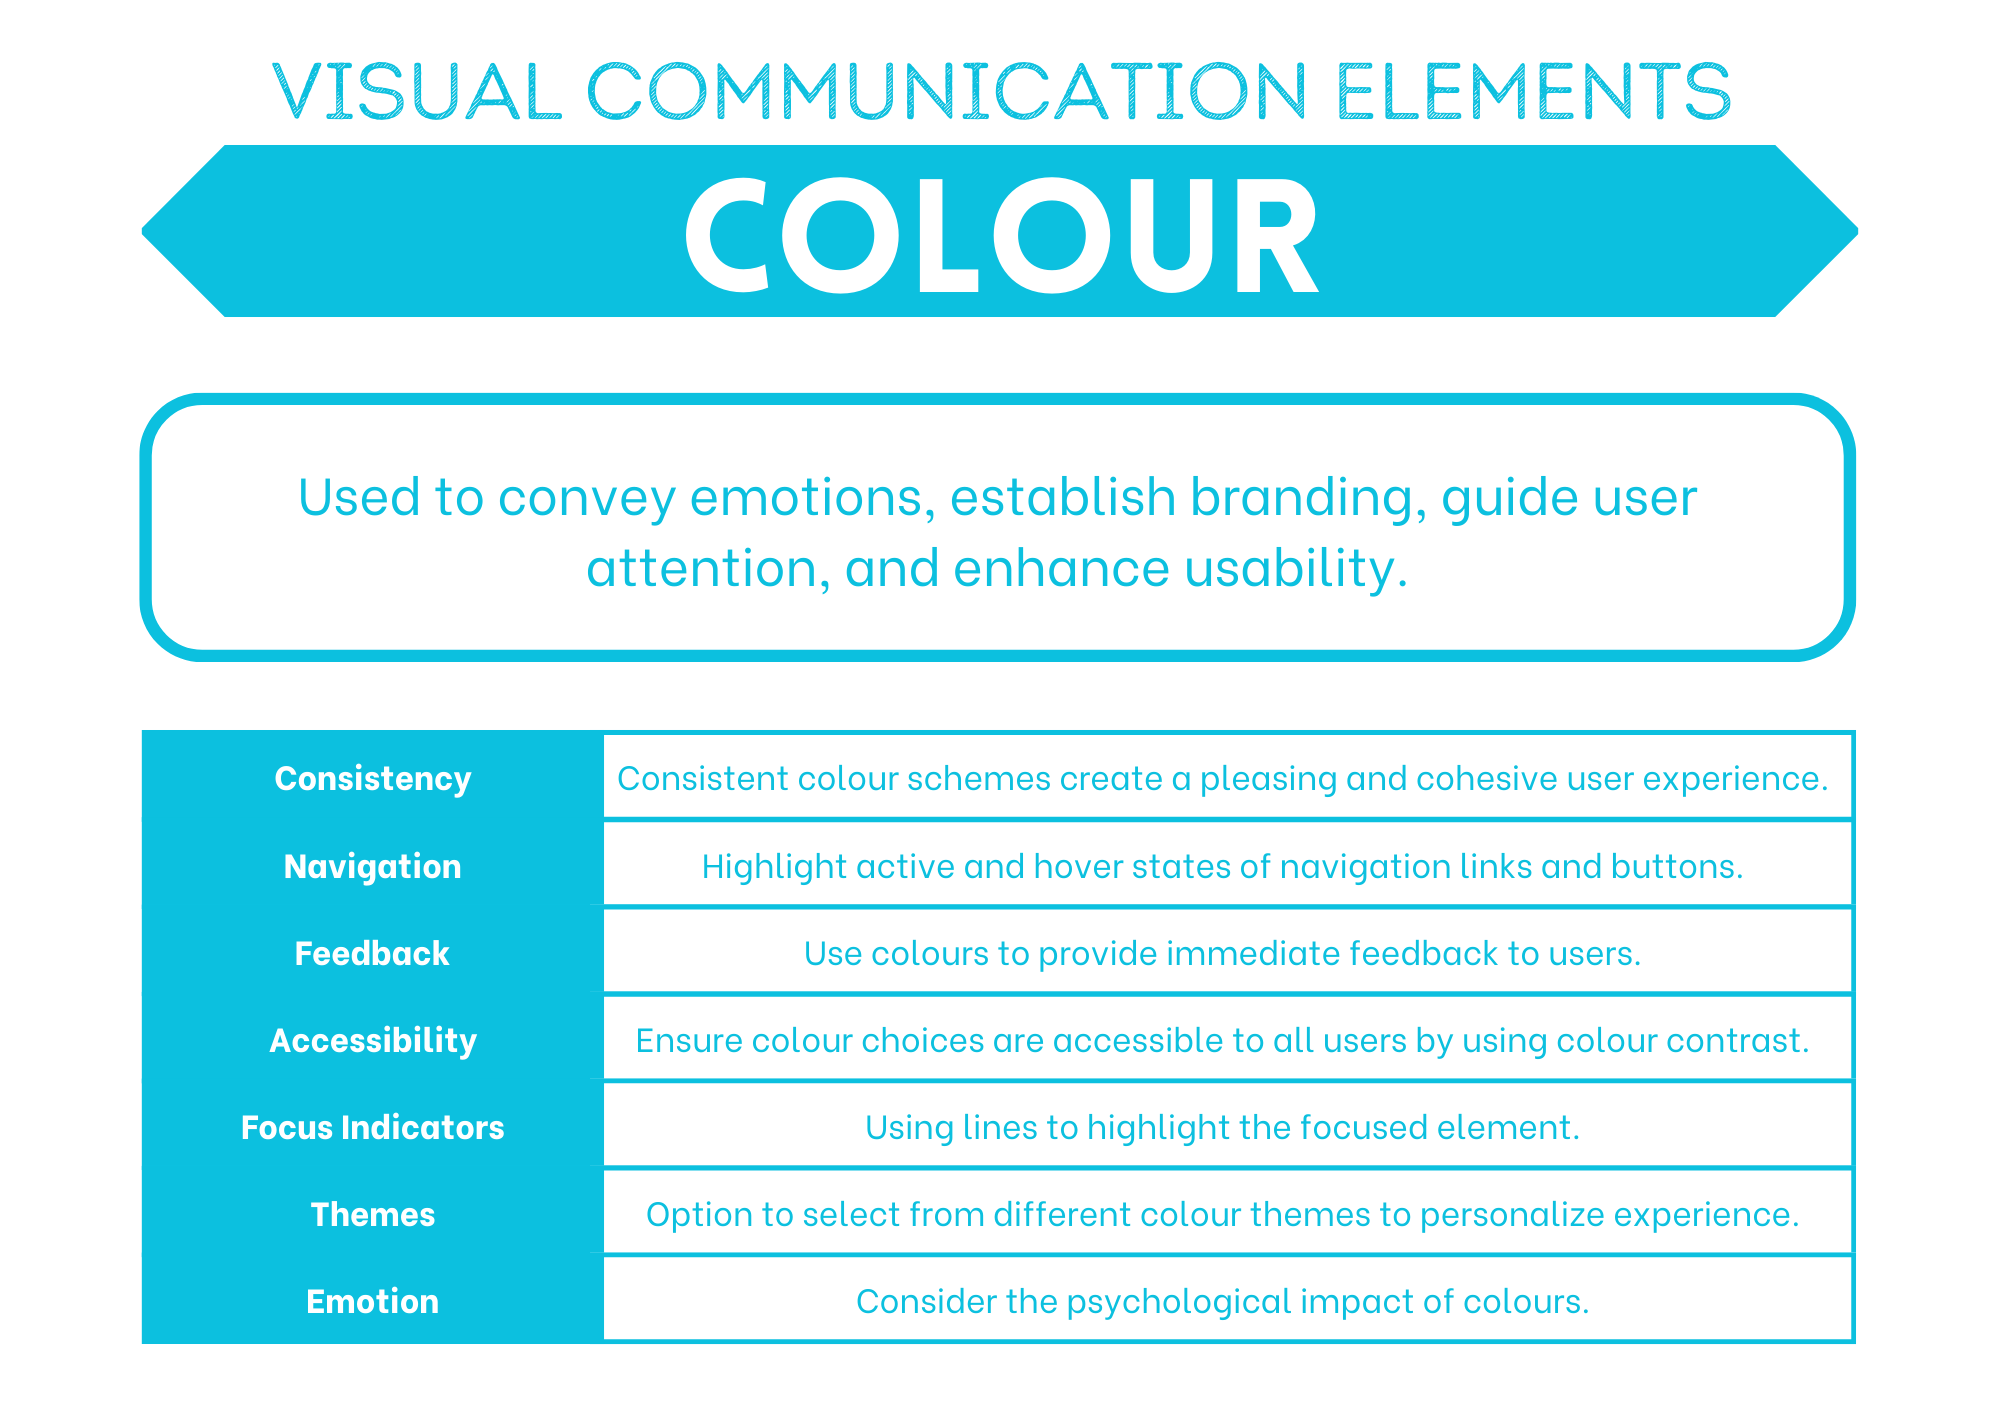 VISUAL COMMUNICATION ELEMENTS
COLOUR
Used to convey emotions, establish branding, guide user
attention, and enhance usability.
Consistency Consistent colour schemes create a pleasing and cohesive user experience.
Navigation Highlight active and hover states of navigation links and buttons.
Feedback Use colours to provide immediate feedback to users.
Accessibility Ensure colour choices are accessible to all users by using colour contrast.
Focus Indicators Using lines to highlight the focused element.
Themes Option to select from different colour themes to personalize experience.
Emotion Consider the psychological impact of colours.